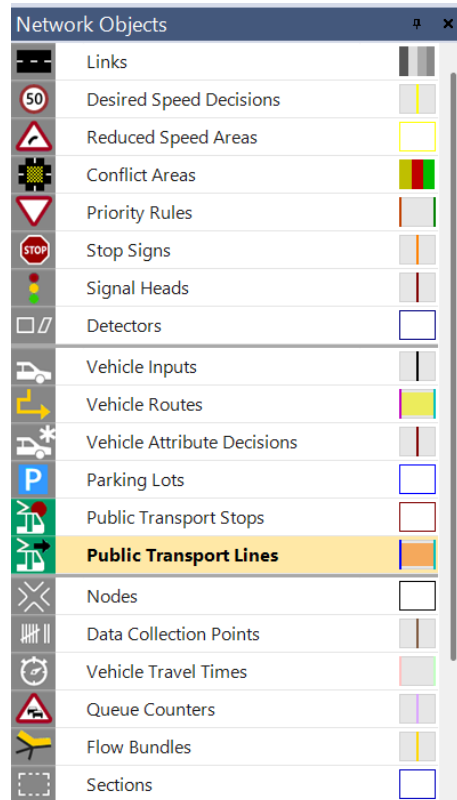 Network Objects
Links
50 Desired Speed Decisions
Reduced Speed Areas
Conflict Areas
Priority Rules
STOP Stop Signs
Signal Heads
Detectors
Vehicle Inputs
Vehicle Routes
Vehicle Attribute Decisions
P Parking Lots
Public Transport Stops
Public Transport Lines
Nodes
Data Collection Points
Vehicle Travel Times
Queue Counters
Flow Bundles
Sections